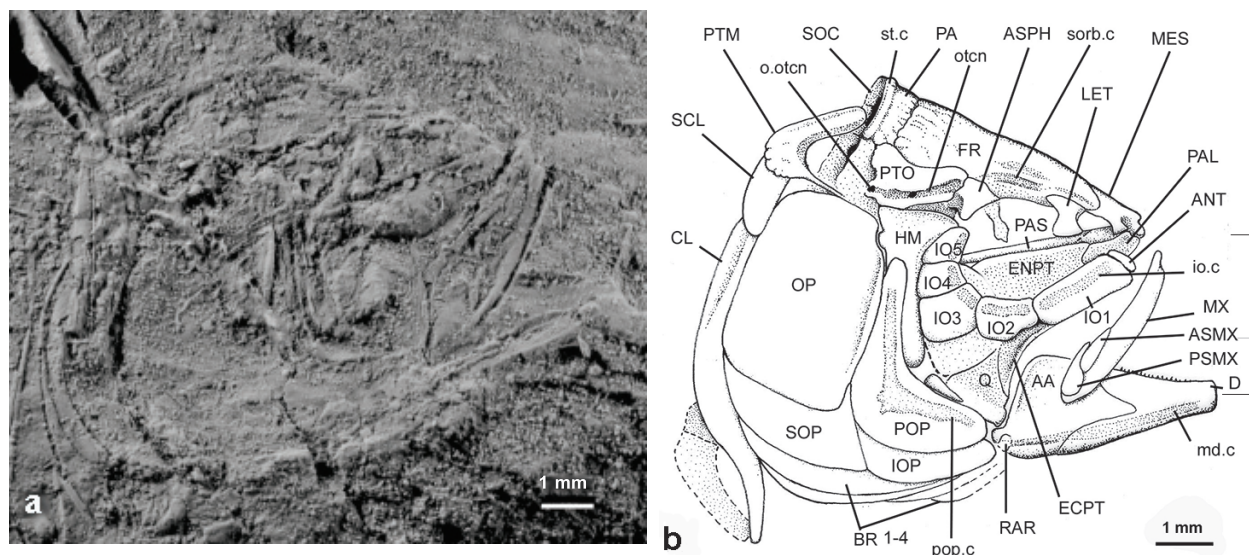 a
1 mm
PTM
SOC
st.c
PA
ASPH
sorb.c
MES
o.otcn
otcn
LET
SCL
FR
PAL
PTO
ANT
CL
HM
PAS
IO5
ENPT
io.c
OP
IO4
IO3
IO2
IO1
MX
ASMX
PSMX
Q
AA
D
SOP
POP
md.c
IOP
BR 1-4
RAR
ECPT
pop.c
b
1 mm